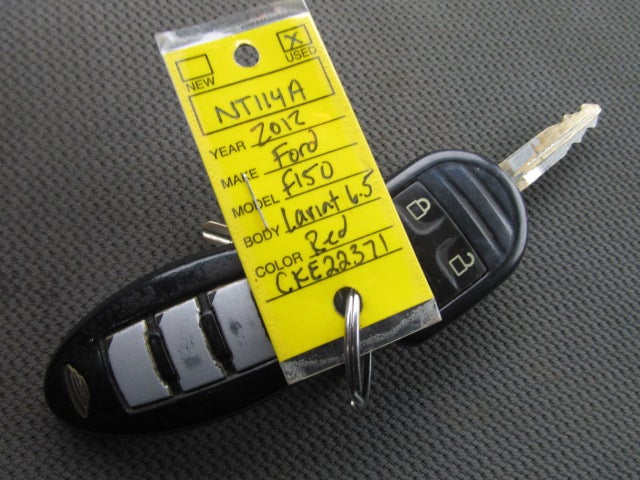 NEW X USED
NT114A
YEAR 2012
MAKE Ford
MODEL F150
BODY Lariat 6.5
COLOR Red
CKE22371